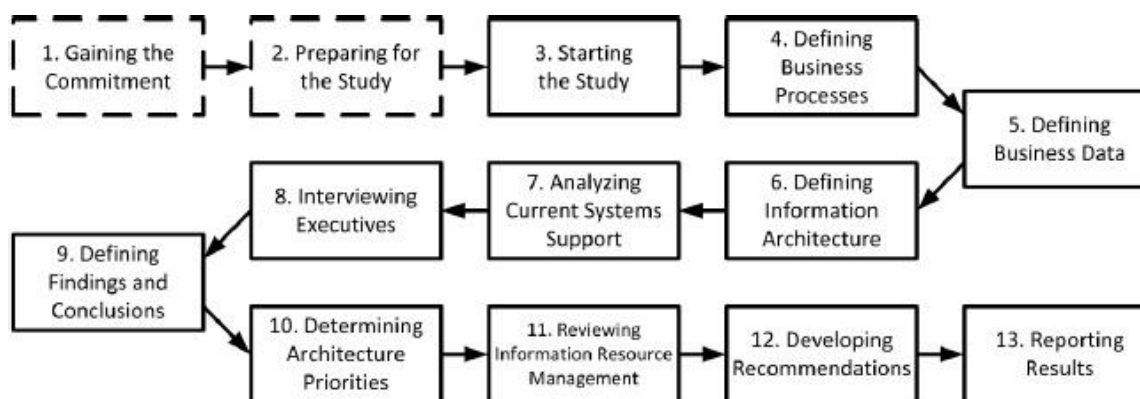 1. Gaining the
Commitment
2. Preparing for
the Study
3. Starting
the Study
4. Defining
Business
Processes
5. Defining
Business Data
6. Defining
Information
Architecture
7. Analyzing
Current Systems
Support
8. Interviewing
Executives
9. Defining
Findings and
Conclusions
10. Determining
Architecture
Priorities
11. Reviewing
Information Resource
Management
12. Developing
Recommendations
13. Reporting
Results